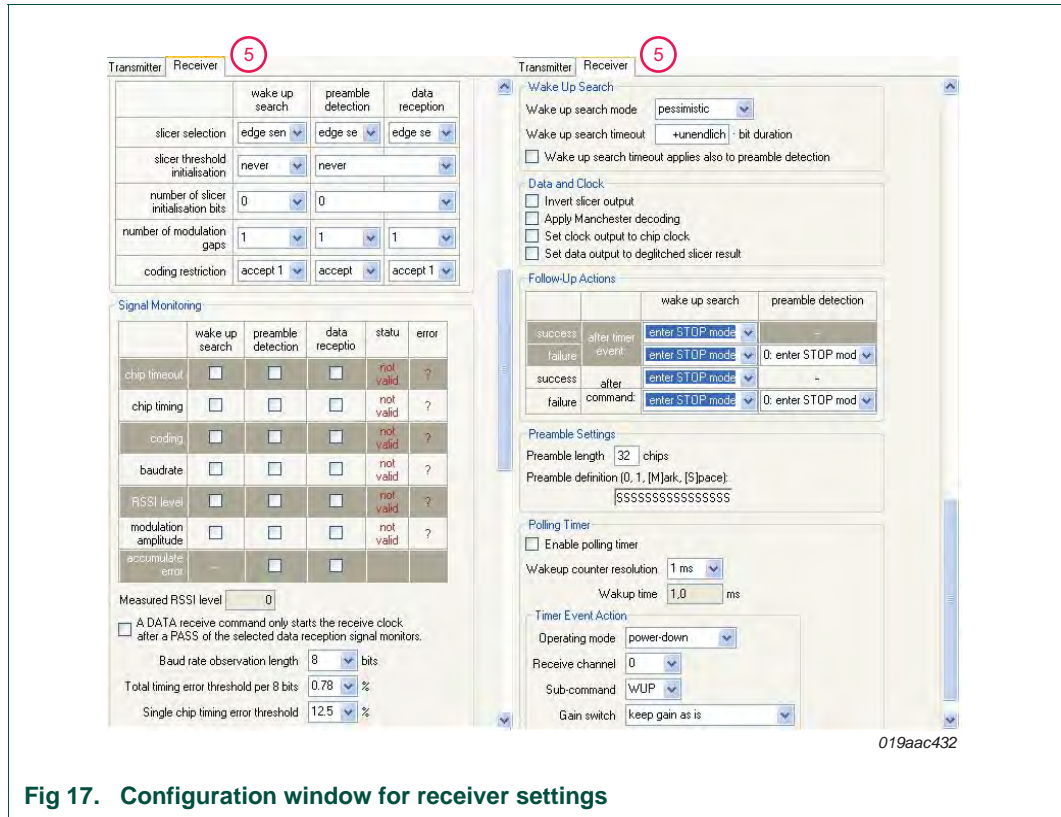 5
Transmitter Receiver
wake up search preamble detection data reception
slicer selection edge sen edge se edge se
slicer threshold initialisation never never
number of slicer initialisation bits 0 0
number of modulation gaps 1 1 1
coding restriction accept 1 accept accept 1
Signal Monitoring
wake up search preamble detection data receptio statu error
chip timeout not valid ?
chip timing not valid ?
coding not valid ?
baudrate not valid ?
RSSI level not valid ?
modulation amplitude not valid ?
accumulate error ---
Measured RSSI level 0
A DATA receive command only starts the receive clock
after a PASS of the selected data reception signal monitors.
Baud rate observation length 8 bits
Total timing error threshold per 8 bits 0.78 %
Single chip timing error threshold 12.5 %
5
Transmitter Receiver
Wake Up Search
Wake up search mode pessimistic
Wake up search timeout +unendlich · bit duration
Wake up search timeout applies also to preamble detection
Data and Clock
Invert slicer output
Apply Manchester decoding
Set clock output to chip clock
Set data output to deglitched slicer result
Follow-Up Actions
wake up search preamble detection
success after timer event: enter STOP mode -
failure enter STOP mode 0: enter STOP mod
success after command: enter STOP mode -
failure enter STOP mode 0: enter STOP mod
Preamble Settings
Preamble length 32 chips
Preamble definition (0, 1, [M]ark, [S]pace):
SSSSSSSSSSSSSSSS
Polling Timer
Enable polling timer
Wakeup counter resolution 1 ms
Wakup time 1,0 ms
Timer Event Action
Operating mode power-down
Receive channel 0
Sub-command WUP
Gain switch keep gain as is
019aac432
Fig 17. Configuration window for receiver settings